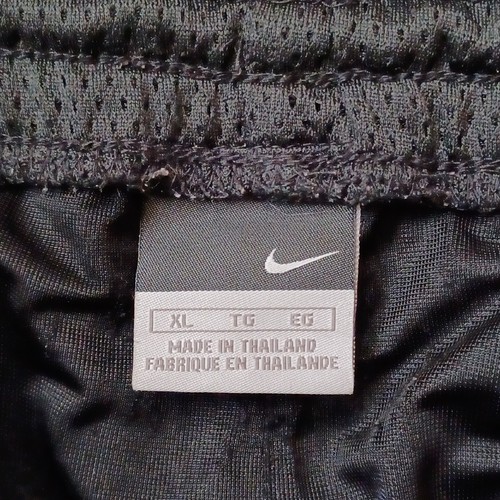 XL TG EG
MADE IN THAILAND
FABRIQUE EN THAILANDE